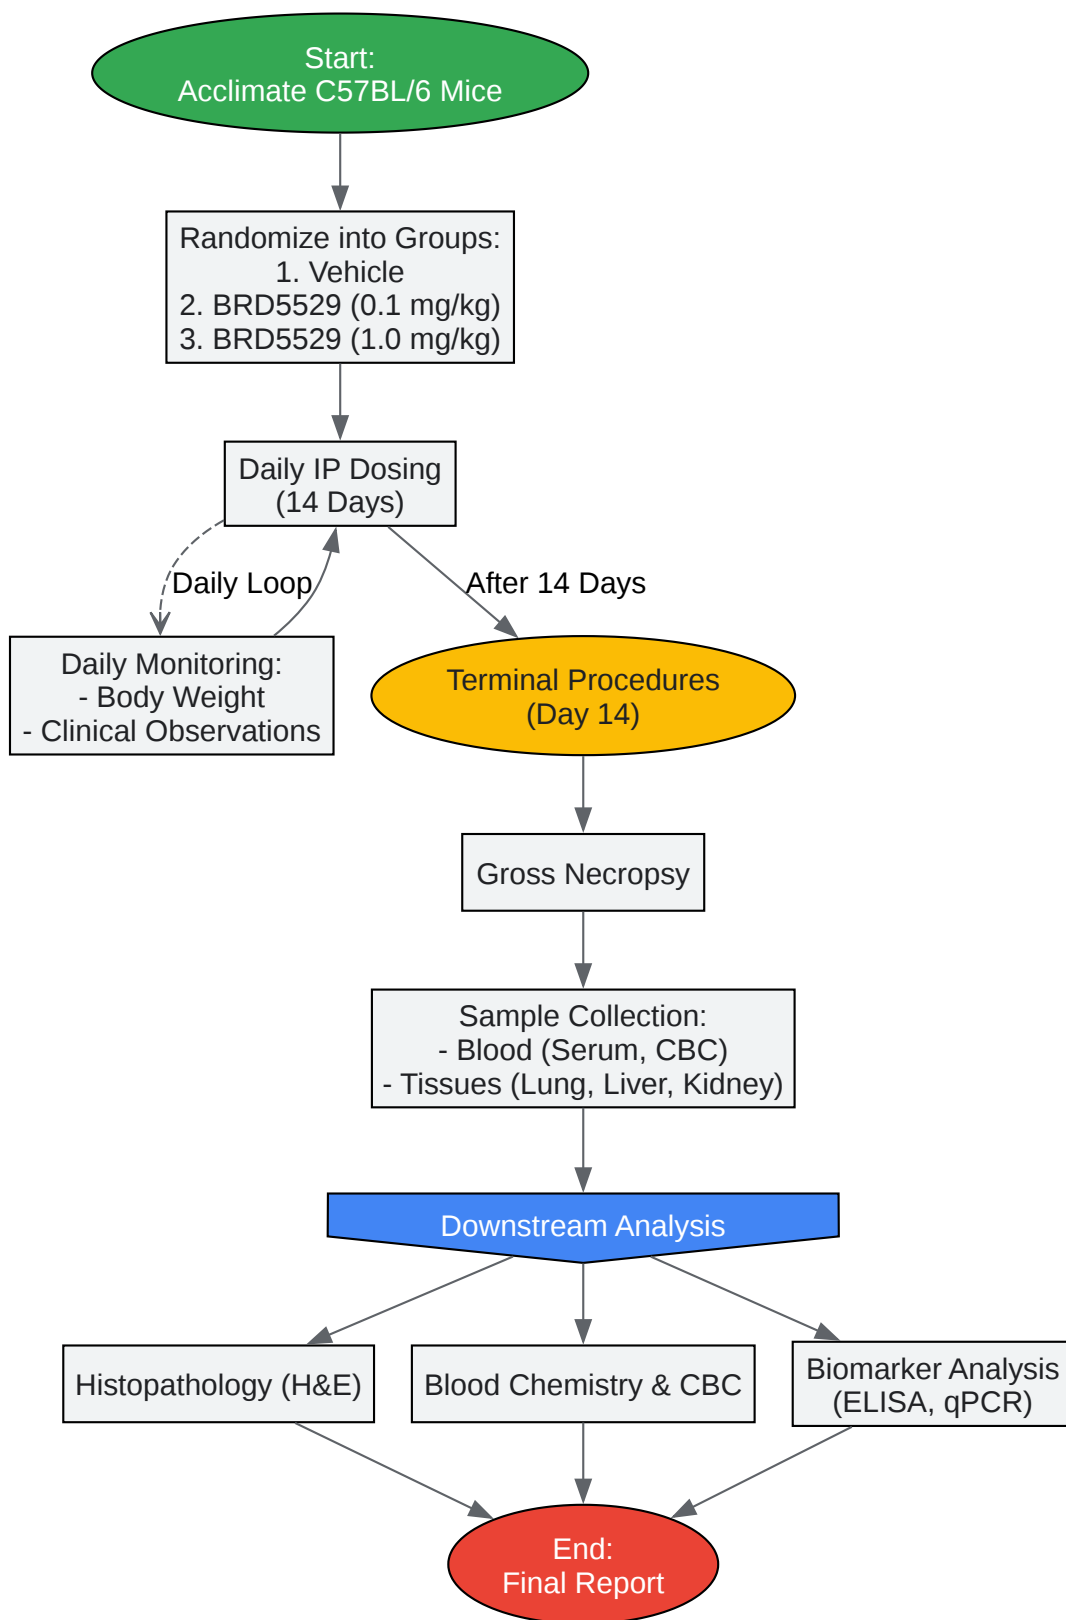 Start:
Acclimate C57BL/6 Mice
Randomize into Groups:
1. Vehicle
2. BRD5529 (0.1 mg/kg)
3. BRD5529 (1.0 mg/kg)
Daily IP Dosing
(14 Days)
Daily Loop
After 14 Days
Daily Monitoring:
- Body Weight
- Clinical Observations
Terminal Procedures
(Day 14)
Gross Necropsy
Sample Collection:
- Blood (Serum, CBC)
- Tissues (Lung, Liver, Kidney)
Downstream Analysis
Histopathology (H&E)
Blood Chemistry & CBC
Biomarker Analysis
(ELISA, qPCR)
End:
Final Report